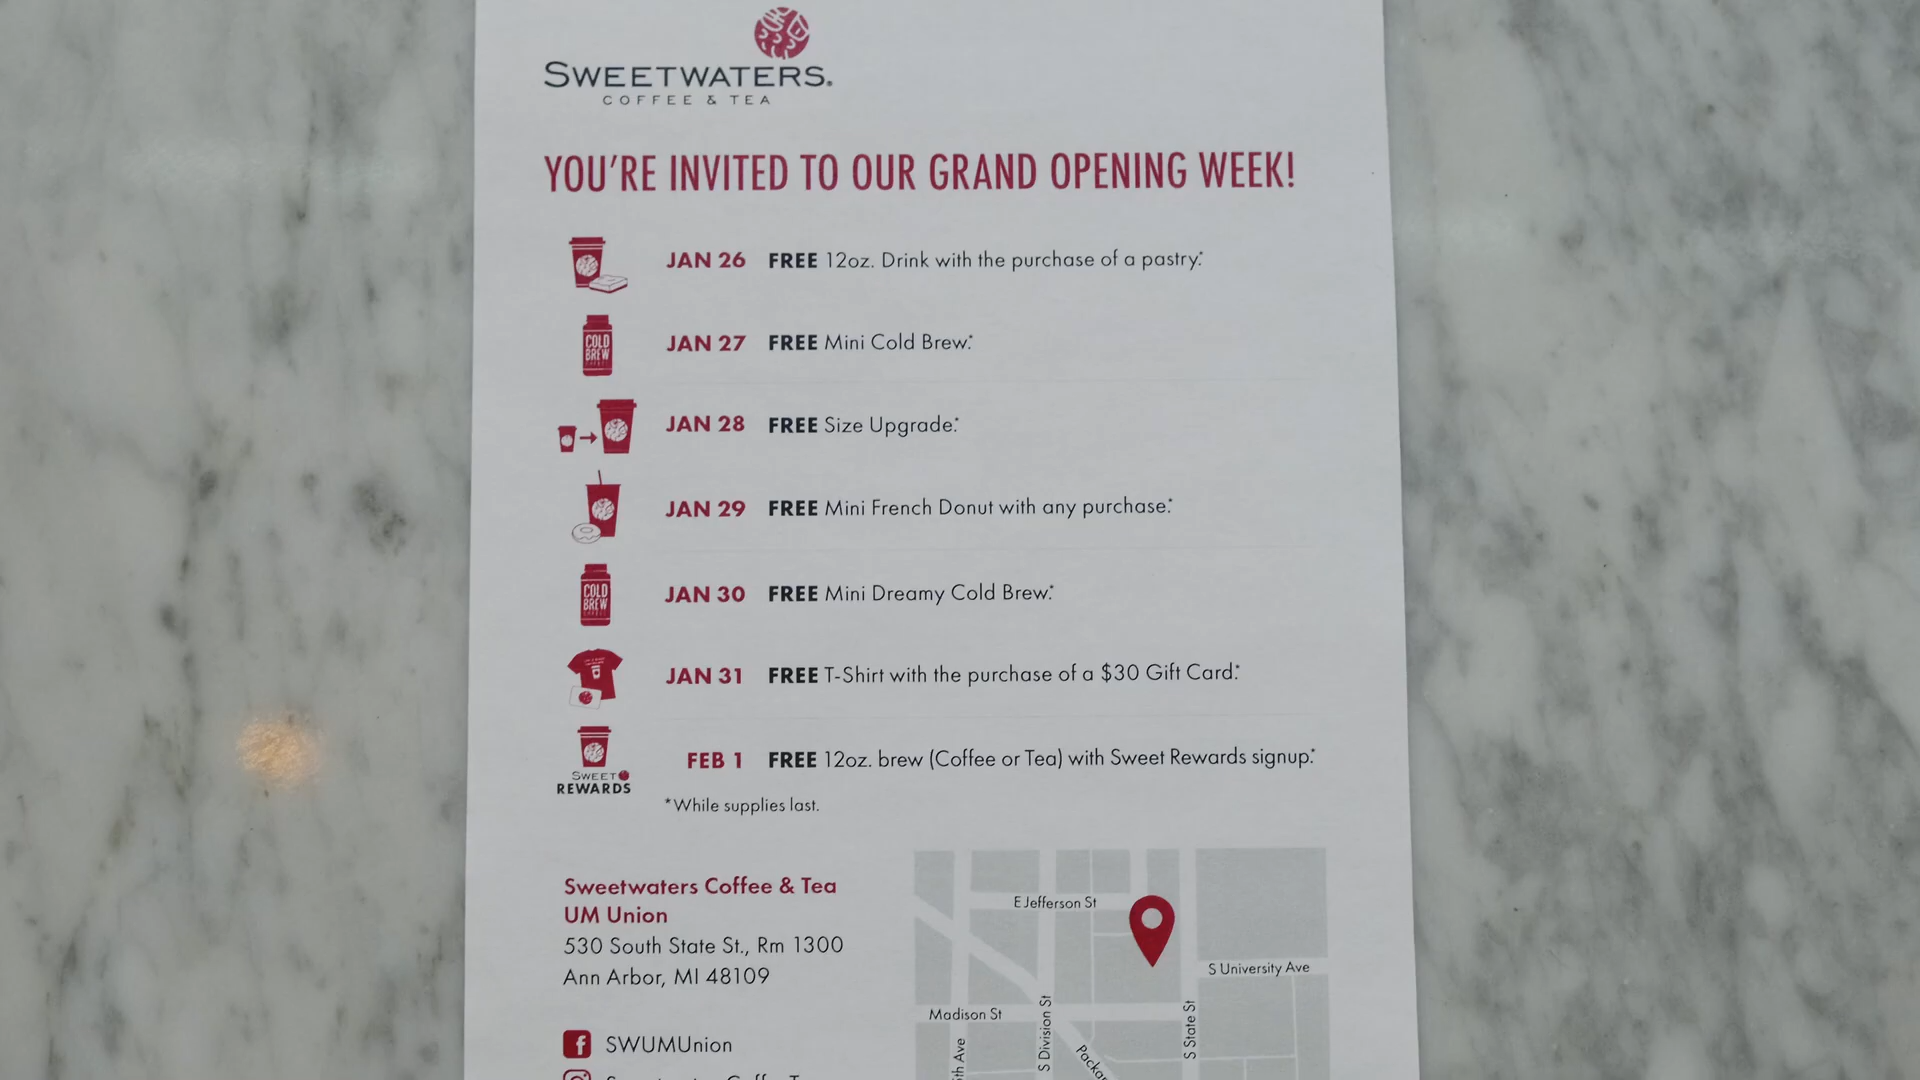 SWEETWATERS.
COFFEE & TEA
YOU'RE INVITED TO OUR GRAND OPENING WEEK!
JAN 26 FREE 12oz. Drink with the purchase of a pastry.*
COLD BREW
JAN 27 FREE Mini Cold Brew.*
JAN 28 FREE Size Upgrade.*
JAN 29 FREE Mini French Donut with any purchase.*
COLD BREW
JAN 30 FREE Mini Dreamy Cold Brew.*
JAN 31 FREE T-Shirt with the purchase of a $30 Gift Card.*
FEB 1 FREE 12oz. brew (Coffee or Tea) with Sweet Rewards signup.*
SWEET
REWARDS
*While supplies last.
Sweetwaters Coffee & Tea
UM Union
530 South State St., Rm 1300
Ann Arbor, MI 48109
SWUMUnion
E Jefferson St
S University Ave
Madison St
S Division St
S State St
Ave